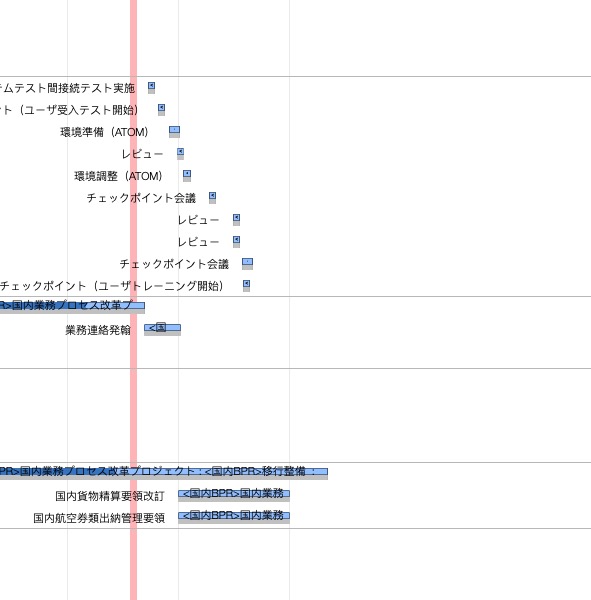 テムテスト間接続テスト実施
ト（ユーザ受入テスト開始）
環境準備（ATOM）
レビュー
環境調整（ATOM）
チェックポイント会議
レビュー
レビュー
チェックポイント会議
チェックポイント（ユーザトレーニング開始）
R>国内業務プロセス改革プ
業務連絡発翰 <国
BPR>国内業務プロセス改革プロジェクト：<国内BPR>移行整備：
国内貨物精算要領改訂 <国内BPR>国内業務
国内航空券類出納管理要領 <国内BPR>国内業務